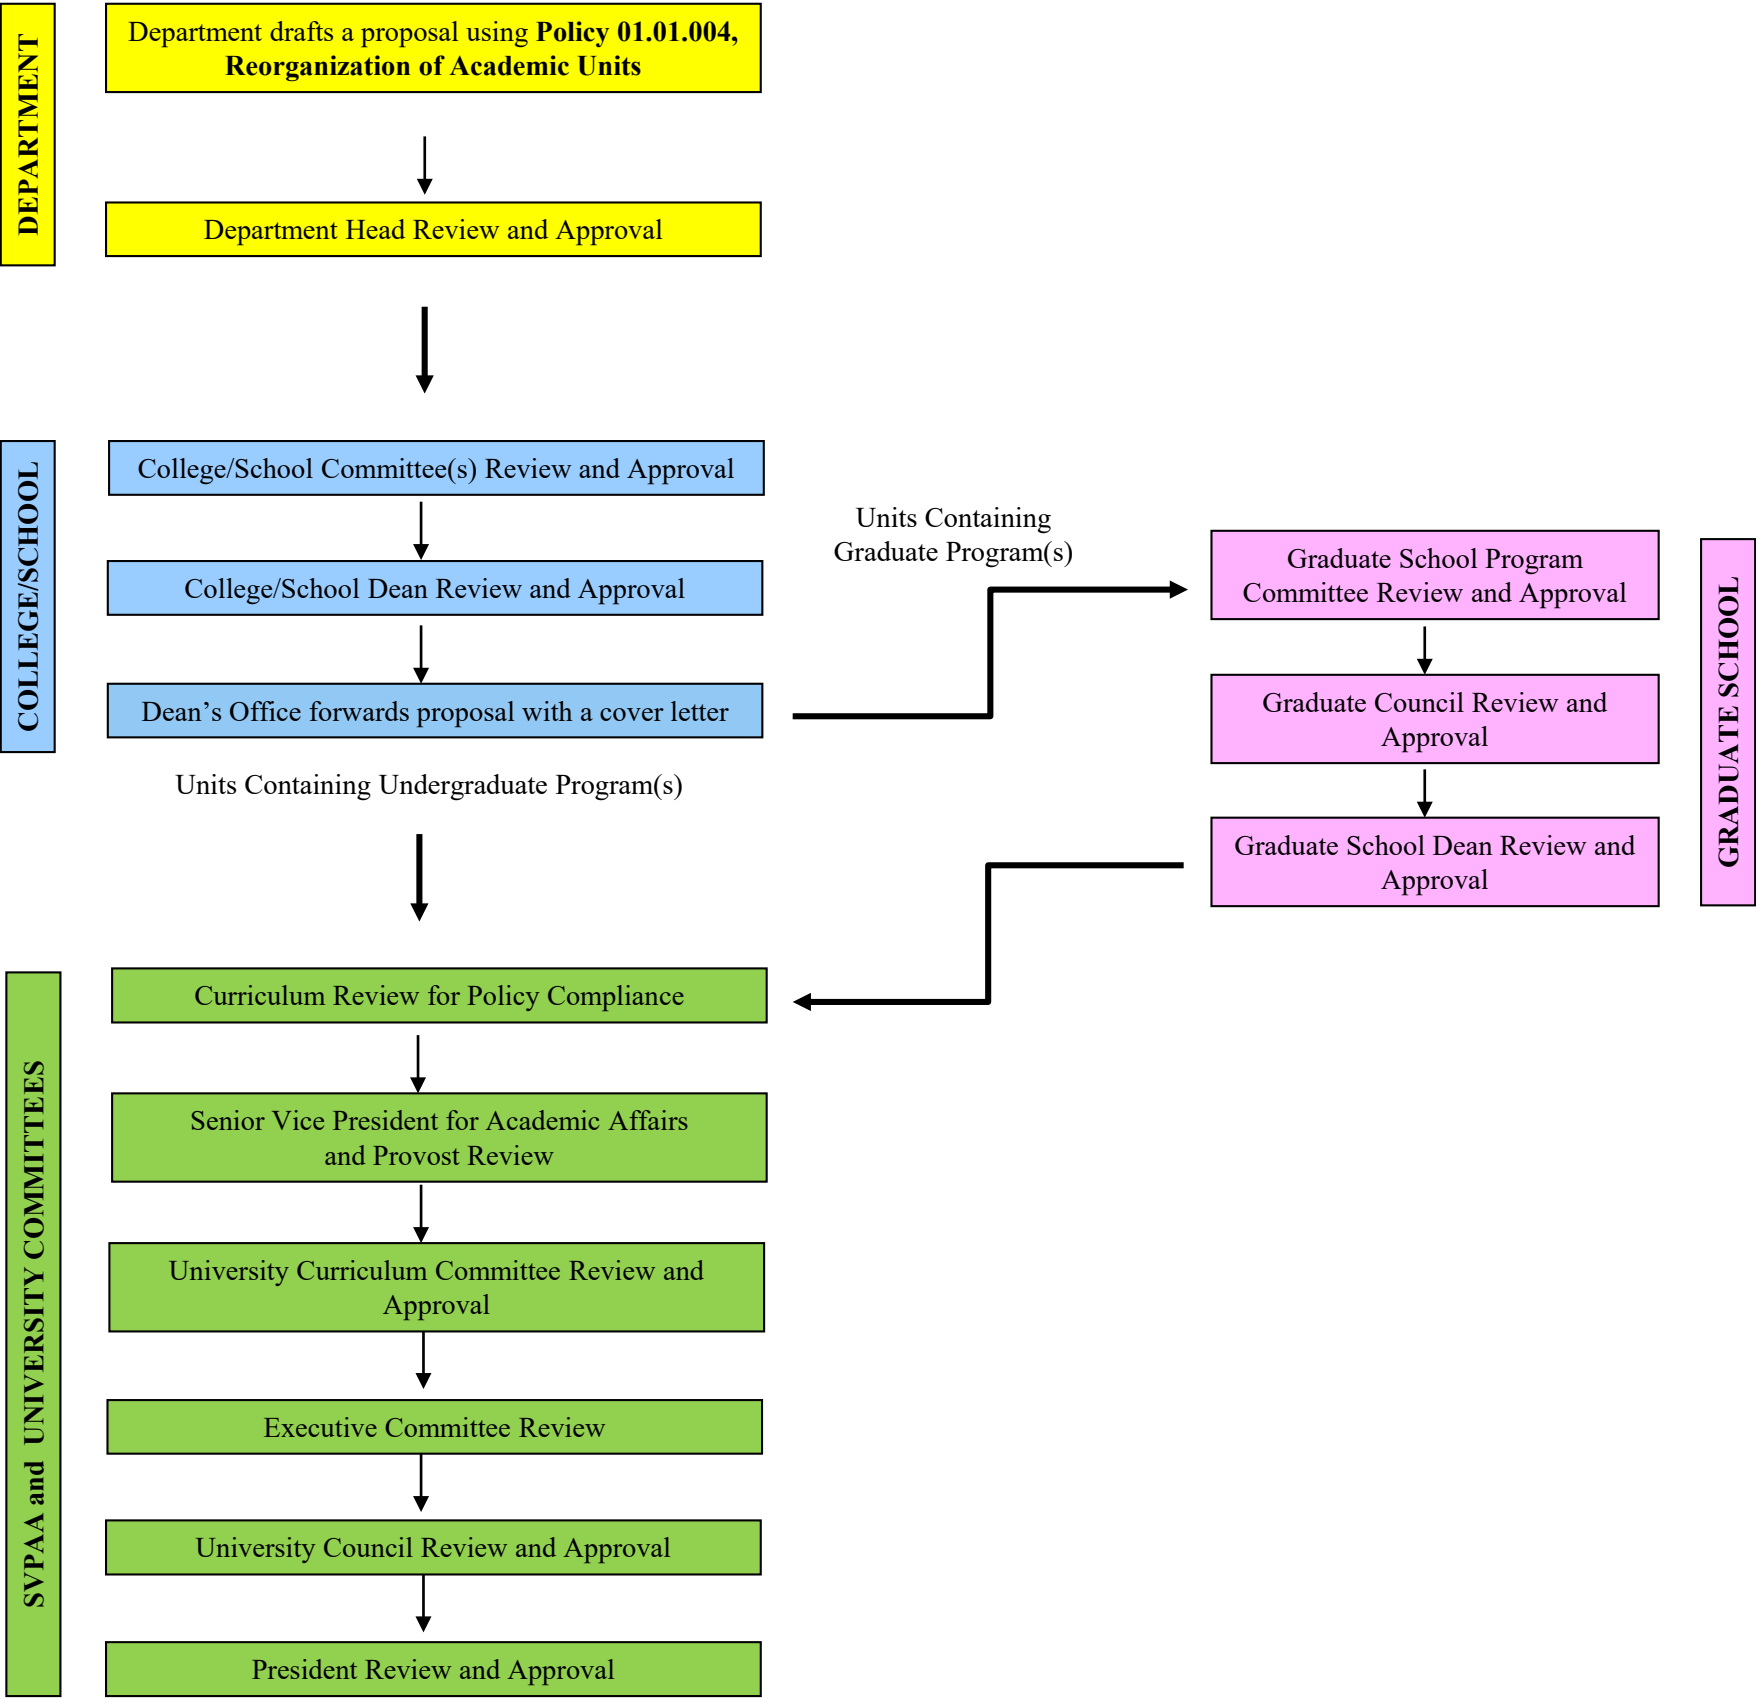 DEPARTMENT
Department drafts a proposal using Policy 01.01.004,
Reorganization of Academic Units
Department Head Review and Approval
COLLEGE/SCHOOL
College/School Committee(s) Review and Approval
College/School Dean Review and Approval
Dean’s Office forwards proposal with a cover letter
Units Containing
Graduate Program(s)
GRADUATE SCHOOL
Graduate School Program
Committee Review and Approval
Graduate Council Review and
Approval
Graduate School Dean Review and
Approval
Units Containing Undergraduate Program(s)
SVPAA and UNIVERSITY COMMITTEES
Curriculum Review for Policy Compliance
Senior Vice President for Academic Affairs
and Provost Review
University Curriculum Committee Review and
Approval
Executive Committee Review
University Council Review and Approval
President Review and Approval